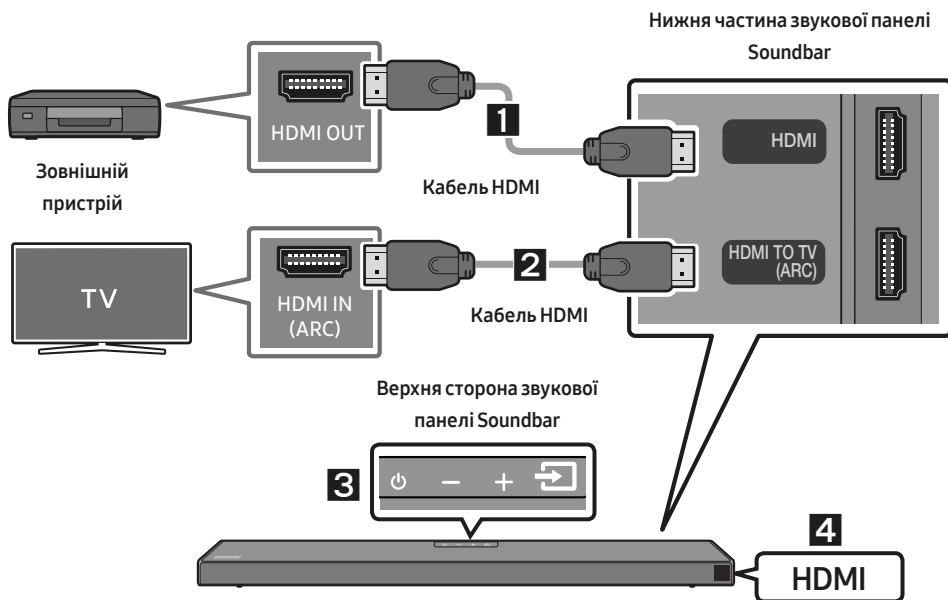 Нижня частина звукової панелі
Soundbar
HDMI OUT
1
HDMI
Зовнішній
пристрій
Кабель HDMI
TV
HDMI IN
(ARC)
2
HDMI TO TV
(ARC)
Кабель HDMI
Верхня сторона звукової
панелі Soundbar
3
4
HDMI